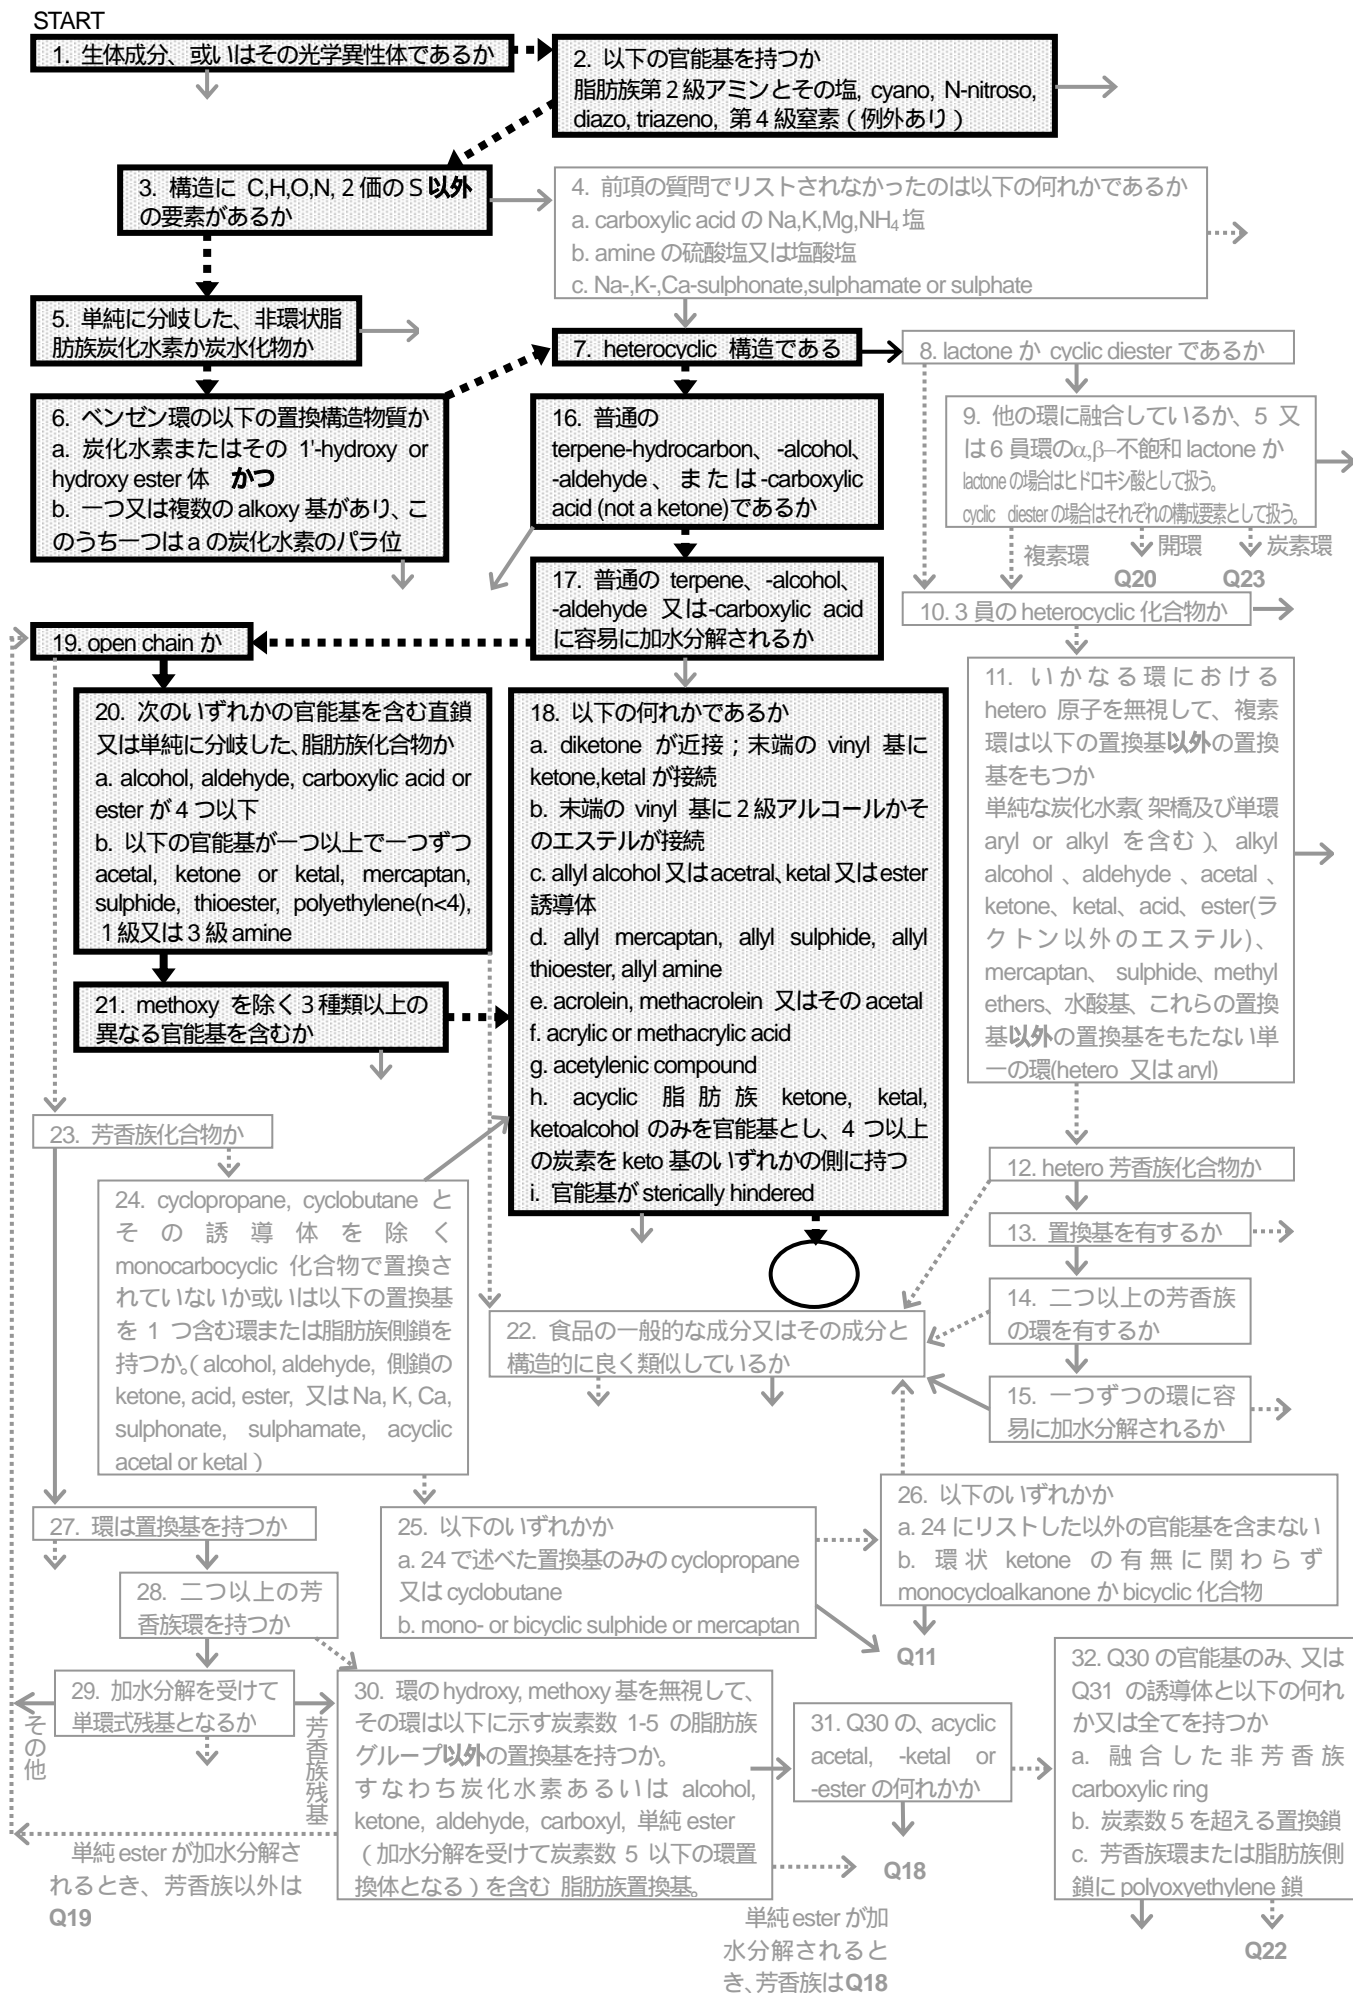 START
1. 生体成分、或いはその光学異性体であるか
2. 以下の官能基を持つか
脂肪族第2級アミンとその塩, cyano, N-nitroso,
diazo, triazeno, 第4級窒素（例外あり）
3. 構造に C,H,O,N, 2価のS以外
の要素があるか
4. 前項の質問でリストされなかったのは以下の何れかであるか
a. carboxylic acid の Na,K,Mg,NH₄塩
b. amine の硫酸塩又は塩酸塩
c. Na-,K-,Ca-sulphonate,sulphamate or sulphate
5. 単純に分岐した、非環状脂
肪族炭化水素か炭水化物か
6. ベンゼン環の以下の置換構造物質か
a. 炭化水素またはその 1'-hydroxy or
hydroxy ester 体 かつ
b. 一つ又は複数の alkoxy 基があり、こ
のうち一つは a の炭化水素のパラ位
7. heterocyclic 構造である
8. lactone か cyclic diester であるか
9. 他の環に融合しているか、5 又
は6員環のα,β–不飽和 lactone か
lactoneの場合はヒドロキシ酸として扱う。
cyclic diesterの場合はそれぞれの構成要素として扱う。
複素環
開環
炭素環
Q20
Q23
10. 3 員の heterocyclic 化合物か
16. 普通の
terpene-hydrocarbon、-alcohol、
-aldehyde、または-carboxylic
acid (not a ketone)であるか
17. 普通の terpene、-alcohol、
-aldehyde 又は-carboxylic acid
に容易に加水分解されるか
19. open chain か
11. いかなる環における
hetero 原子を無視して、複素
環は以下の置換基以外の置換
基をもつか
単純な炭化水素(架橋及び単環
aryl or alkyl を含む)、alkyl
alcohol、aldehyde、acetal、
ketone、ketal、acid、ester(ラ
クトン以外のエステル)、
mercaptan、sulphide、methyl
ethers、水酸基、これらの置換
基以外の置換基をもたない単
一の環(hetero 又は aryl)
20. 次のいずれかの官能基を含む直鎖
又は単純に分岐した、脂肪族化合物か
a. alcohol, aldehyde, carboxylic acid or
ester が4つ以下
b. 以下の官能基が一つ以上で一つずつ
acetal, ketone or ketal, mercaptan,
sulphide, thioester, polyethylene(n<4),
1級又は3級 amine
21. methoxy を除く3種類以上の
異なる官能基を含むか
18. 以下の何れかであるか
a. diketone が近接；末端の vinyl 基に
ketone,ketal が接続
b. 末端の vinyl 基に2級アルコールかそ
のエステルが接続
c. allyl alcohol 又はacetral、ketal 又はester
誘導体
d. allyl mercaptan, allyl sulphide, allyl
thioester, allyl amine
e. acrolein, methacrolein 又はその acetal
f. acrylic or methacrylic acid
g. acetylenic compound
h. acyclic 脂肪族 ketone, ketal,
ketoalcohol のみを官能基とし、4 つ以上
の炭素を keto 基のいずれかの側に持つ
i. 官能基が sterically hindered
23. 芳香族化合物か
24. cyclopropane, cyclobutane と
その誘導体を除く
monocarbocyclic 化合物で置換さ
れていないか或いは以下の置換基
を 1 つ含む環または脂肪族側鎖を
持つか。( alcohol, aldehyde, 側鎖の
ketone, acid, ester, 又はNa, K, Ca,
sulphonate, sulphamate, acyclic
acetal or ketal )
12. hetero 芳香族化合物か
13. 置換基を有するか
14. 二つ以上の芳香族
の環を有するか
15. 一つずつの環に容
易に加水分解されるか
22. 食品の一般的な成分又はその成分と
構造的に良く類似しているか
27. 環は置換基を持つか
28. 二つ以上の芳
香族環を持つか
29. 加水分解を受けて
単環式残基となるか
その他
芳香族残基
25. 以下のいずれかか
a. 24 で述べた置換基のみの cyclopropane
又は cyclobutane
b. mono- or bicyclic sulphide or mercaptan
26. 以下のいずれかか
a. 24 にリストした以外の官能基を含まない
b. 環状 ketone の有無に関わらず
monocycloalkanone か bicyclic 化合物
Q11
30. 環の hydroxy, methoxy 基を無視して、
その環は以下に示す炭素数 1-5 の脂肪族
グループ以外の置換基を持つか。
すなわち炭化水素あるいは alcohol,
ketone, aldehyde, carboxyl, 単純 ester
（加水分解を受けて炭素数 5 以下の環置
換体となる）を含む 脂肪族置換基。
31. Q30 の、acyclic
acetal, -ketal or
-ester の何れかか
Q18
32. Q30 の官能基のみ、又は
Q31 の誘導体と以下の何れ
か又は全てを持つか
a. 融合した非芳香族
carboxylic ring
b. 炭素数5を超える置換鎖
c. 芳香族環または脂肪族側
鎖に polyoxyethylene 鎖
Q22
単純 ester が加水分解さ
れるとき、芳香族以外は
Q19
単純 ester が加
水分解されると
き、芳香族はQ18